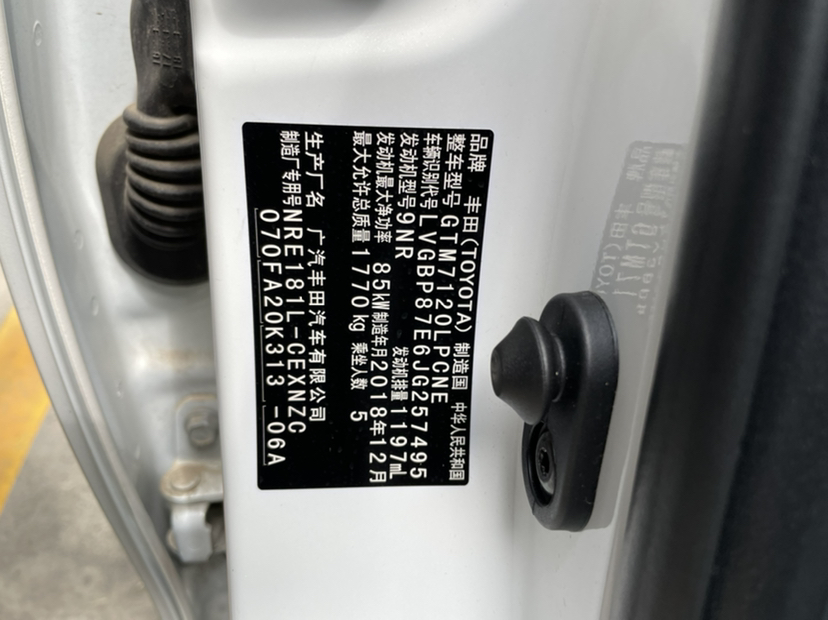 品牌 丰田(TOYOTA) 制造国 中华人民共和国
整车型号 GTM7120LPCNE
车辆识别代号 LVGBP87E6JG257495
发动机型号 9NR 发动机排量 1197mL
发动机最大净功率 85kW 制造年月 2018年12月
最大允许总质量 1770kg 乘坐人数 5
生产厂名 广汽丰田汽车有限公司
制造厂专用号 NRE181L-CEXNZC
070FA20K313 -06A